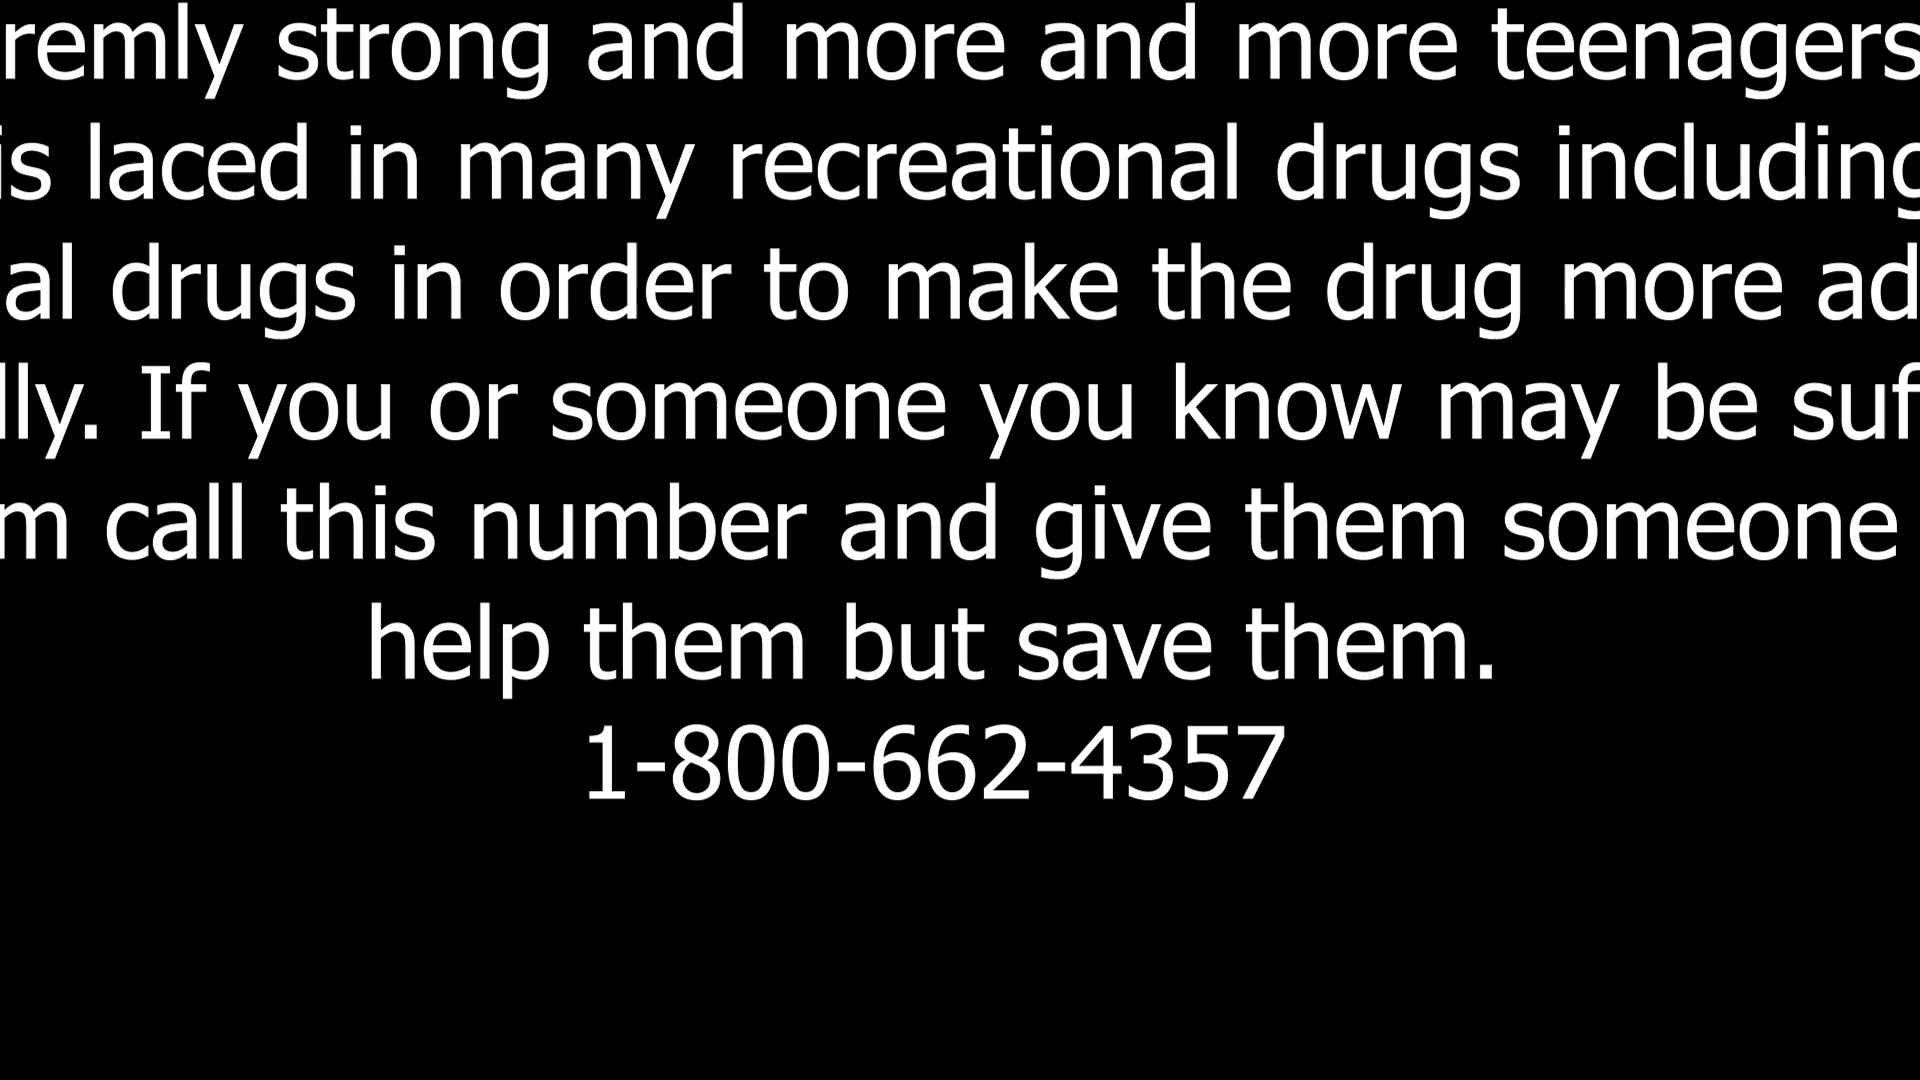 remly strong and more and more teenagers
is laced in many recreational drugs including
al drugs in order to make the drug more ad
lly. If you or someone you know may be suf
m call this number and give them someone
help them but save them.
1-800-662-4357